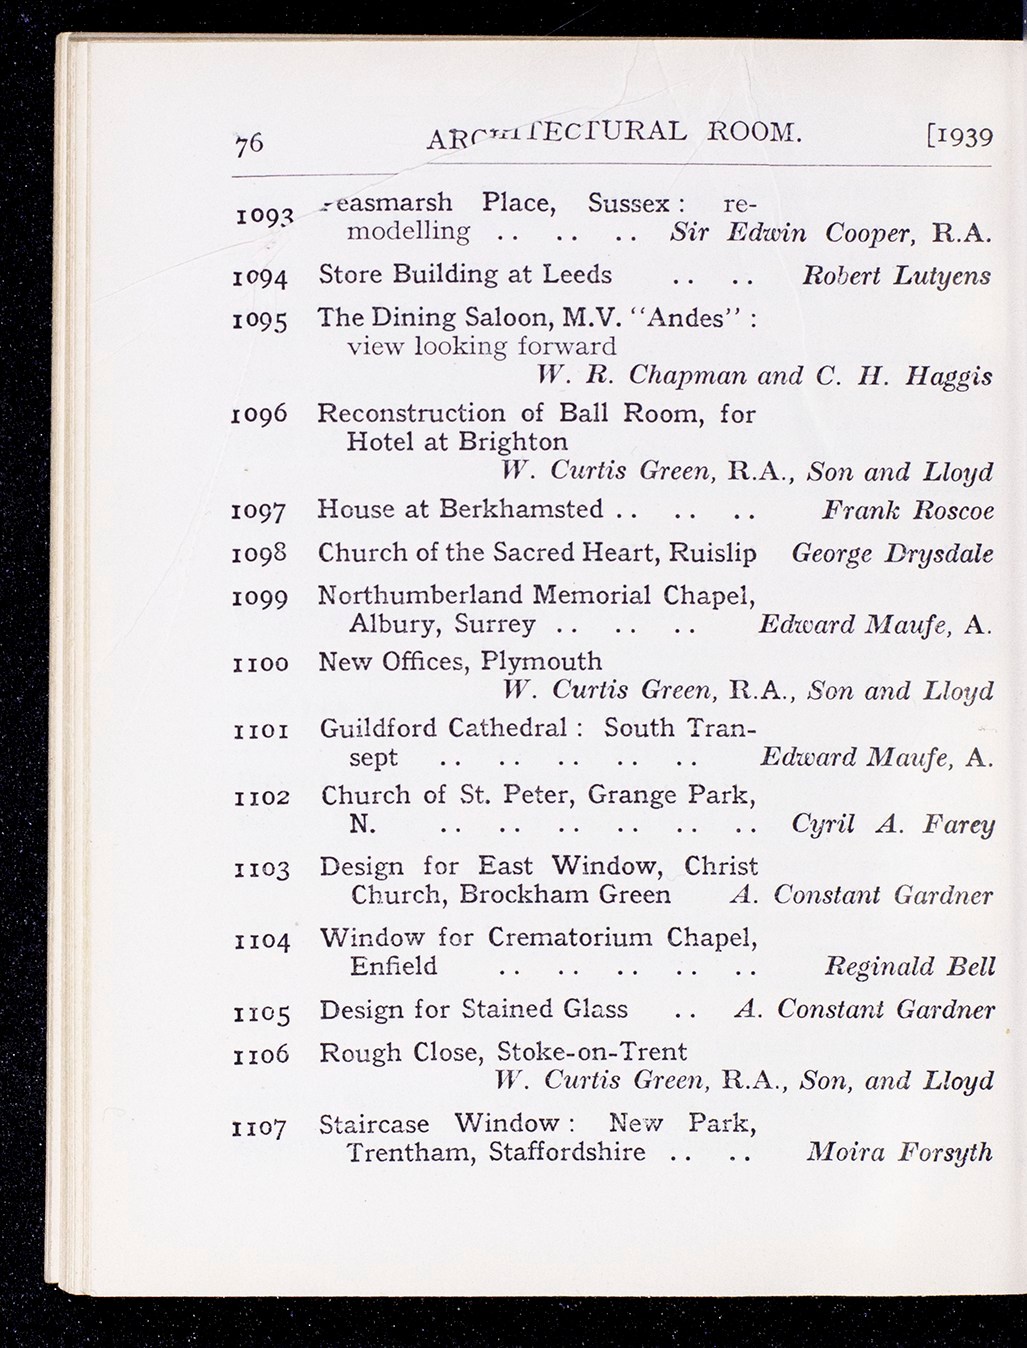 76 ARCHITECTURAL ROOM. [1939
1093 Peasmarsh Place, Sussex : re-
modelling .. .. .. Sir Edwin Cooper, R.A.
1094 Store Building at Leeds .. .. Robert Lutyens
1095 The Dining Saloon, M.V. "Andes" :
view looking forward
W. R. Chapman and C. H. Haggis
1096 Reconstruction of Ball Room, for
Hotel at Brighton
W. Curtis Green, R.A., Son and Lloyd
1097 House at Berkhamsted .. .. .. Frank Roscoe
1098 Church of the Sacred Heart, Ruislip George Drysdale
1099 Northumberland Memorial Chapel,
Albury, Surrey .. .. .. Edward Maufe, A.
1100 New Offices, Plymouth
W. Curtis Green, R.A., Son and Lloyd
1101 Guildford Cathedral : South Tran-
sept .. .. .. .. .. Edward Maufe, A.
1102 Church of St. Peter, Grange Park,
N. .. .. .. .. .. .. Cyril A. Farey
1103 Design for East Window, Christ
Church, Brockham Green A. Constant Gardner
1104 Window for Crematorium Chapel,
Enfield .. .. .. .. .. Reginald Bell
1105 Design for Stained Glass .. A. Constant Gardner
1106 Rough Close, Stoke-on-Trent
W. Curtis Green, R.A., Son, and Lloyd
1107 Staircase Window : New Park,
Trentham, Staffordshire .. .. Moira Forsyth